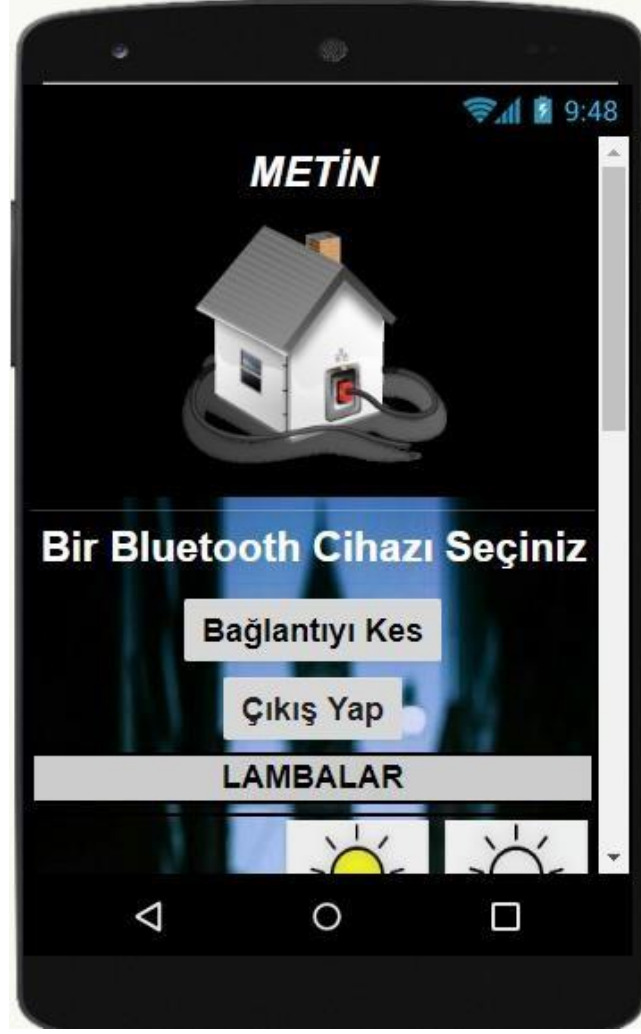 9:48
METİN
Bir Bluetooth Cihazı Seçiniz
Bağlantıyı Kes
Çıkış Yap
LAMBALAR